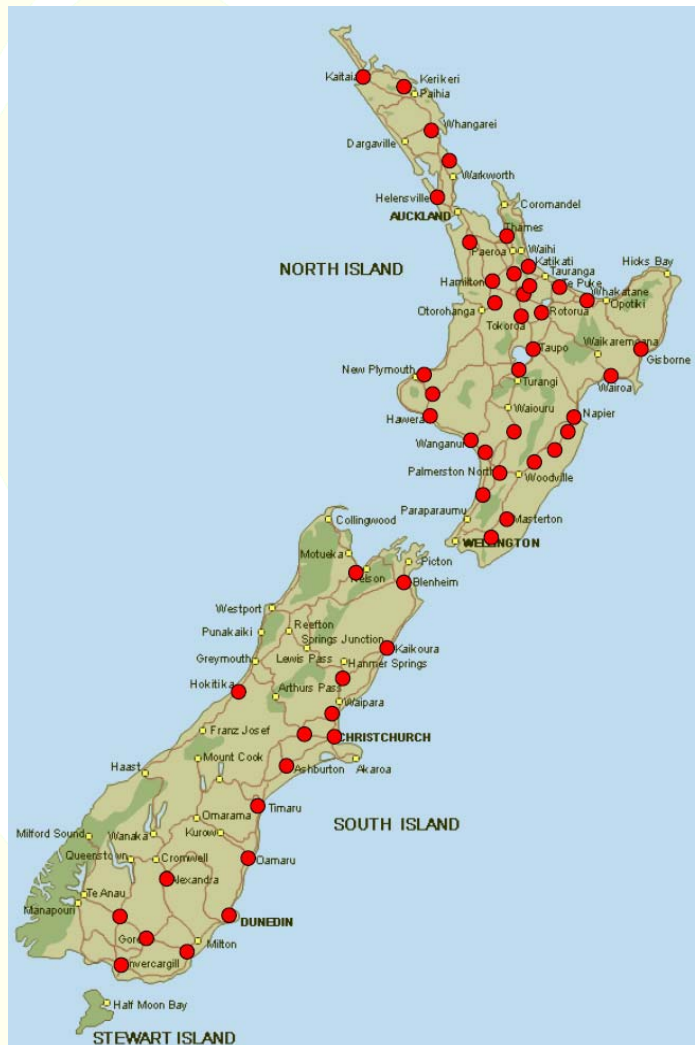 Kaitaia
Kerikeri
Paihia
Whangarei
Dargaville
Warkworth
Helensville
Coromandel
AUCKLAND
Thames
Paeroa
Waihi
Katikati
Hicks Bay
NORTH ISLAND
Tauranga
Hamilton
Te Puke
Whakatane
Otorohanga
Opotiki
Rotorua
Tokoroa
Taupo
Waikaremoana
Gisborne
New Plymouth
Turangi
Wairoa
Waiouru
Napier
Hawera
Wanganui
Palmerston North
Woodville
Paraparaumu
Masterton
Collingwood
WELLINGTON
Motueka
Picton
Nelson
Blenheim
Westport
Reefton
Punakaiki
Springs Junction
Kaikoura
Greymouth
Lewis Pass
Hanmer Springs
Hokitika
Arthurs Pass
Waipara
Franz Josef
CHRISTCHURCH
Mount Cook
Haast
Ashburton
Akaroa
Timaru
Omarama
SOUTH ISLAND
Milford Sound
Wanaka
Kurow
Queenstown
Cromwell
Oamaru
Alexandra
Te Anau
Manapouri
DUNEDIN
Gore
Milton
Invercargill
Half Moon Bay
STEWART ISLAND